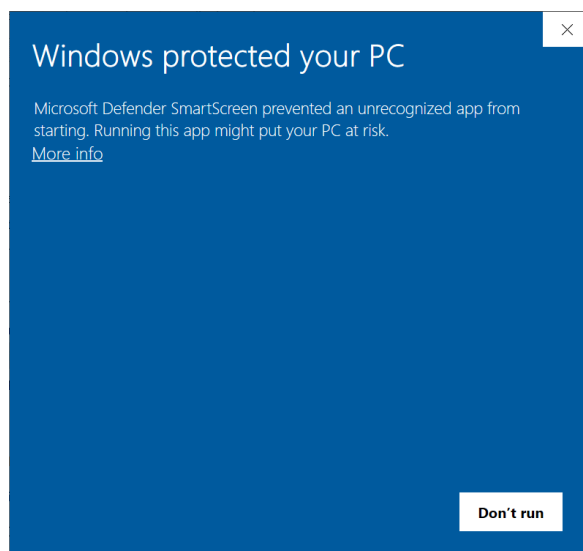 Windows protected your PC
Microsoft Defender SmartScreen prevented an unrecognized app from
starting. Running this app might put your PC at risk.
More info
Don’t run